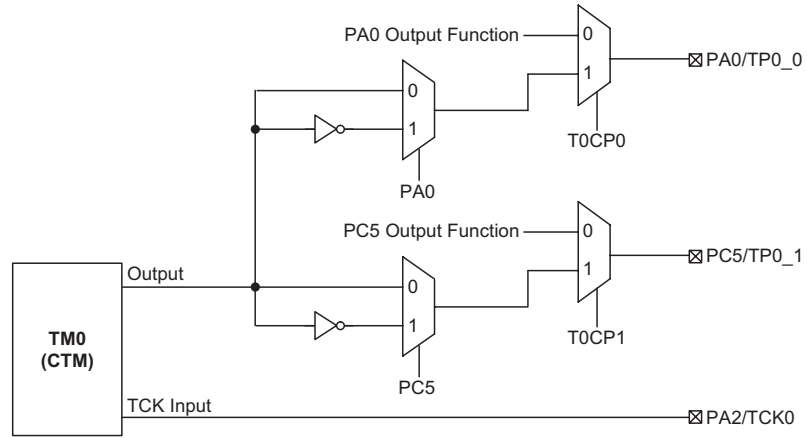 PA0 Output Function
0
1
PA0/TP0_0
T0CP0
0
1
PA0
PC5 Output Function
0
1
PC5/TP0_1
T0CP1
Output
0
1
PC5
TM0
(CTM)
TCK Input
PA2/TCK0